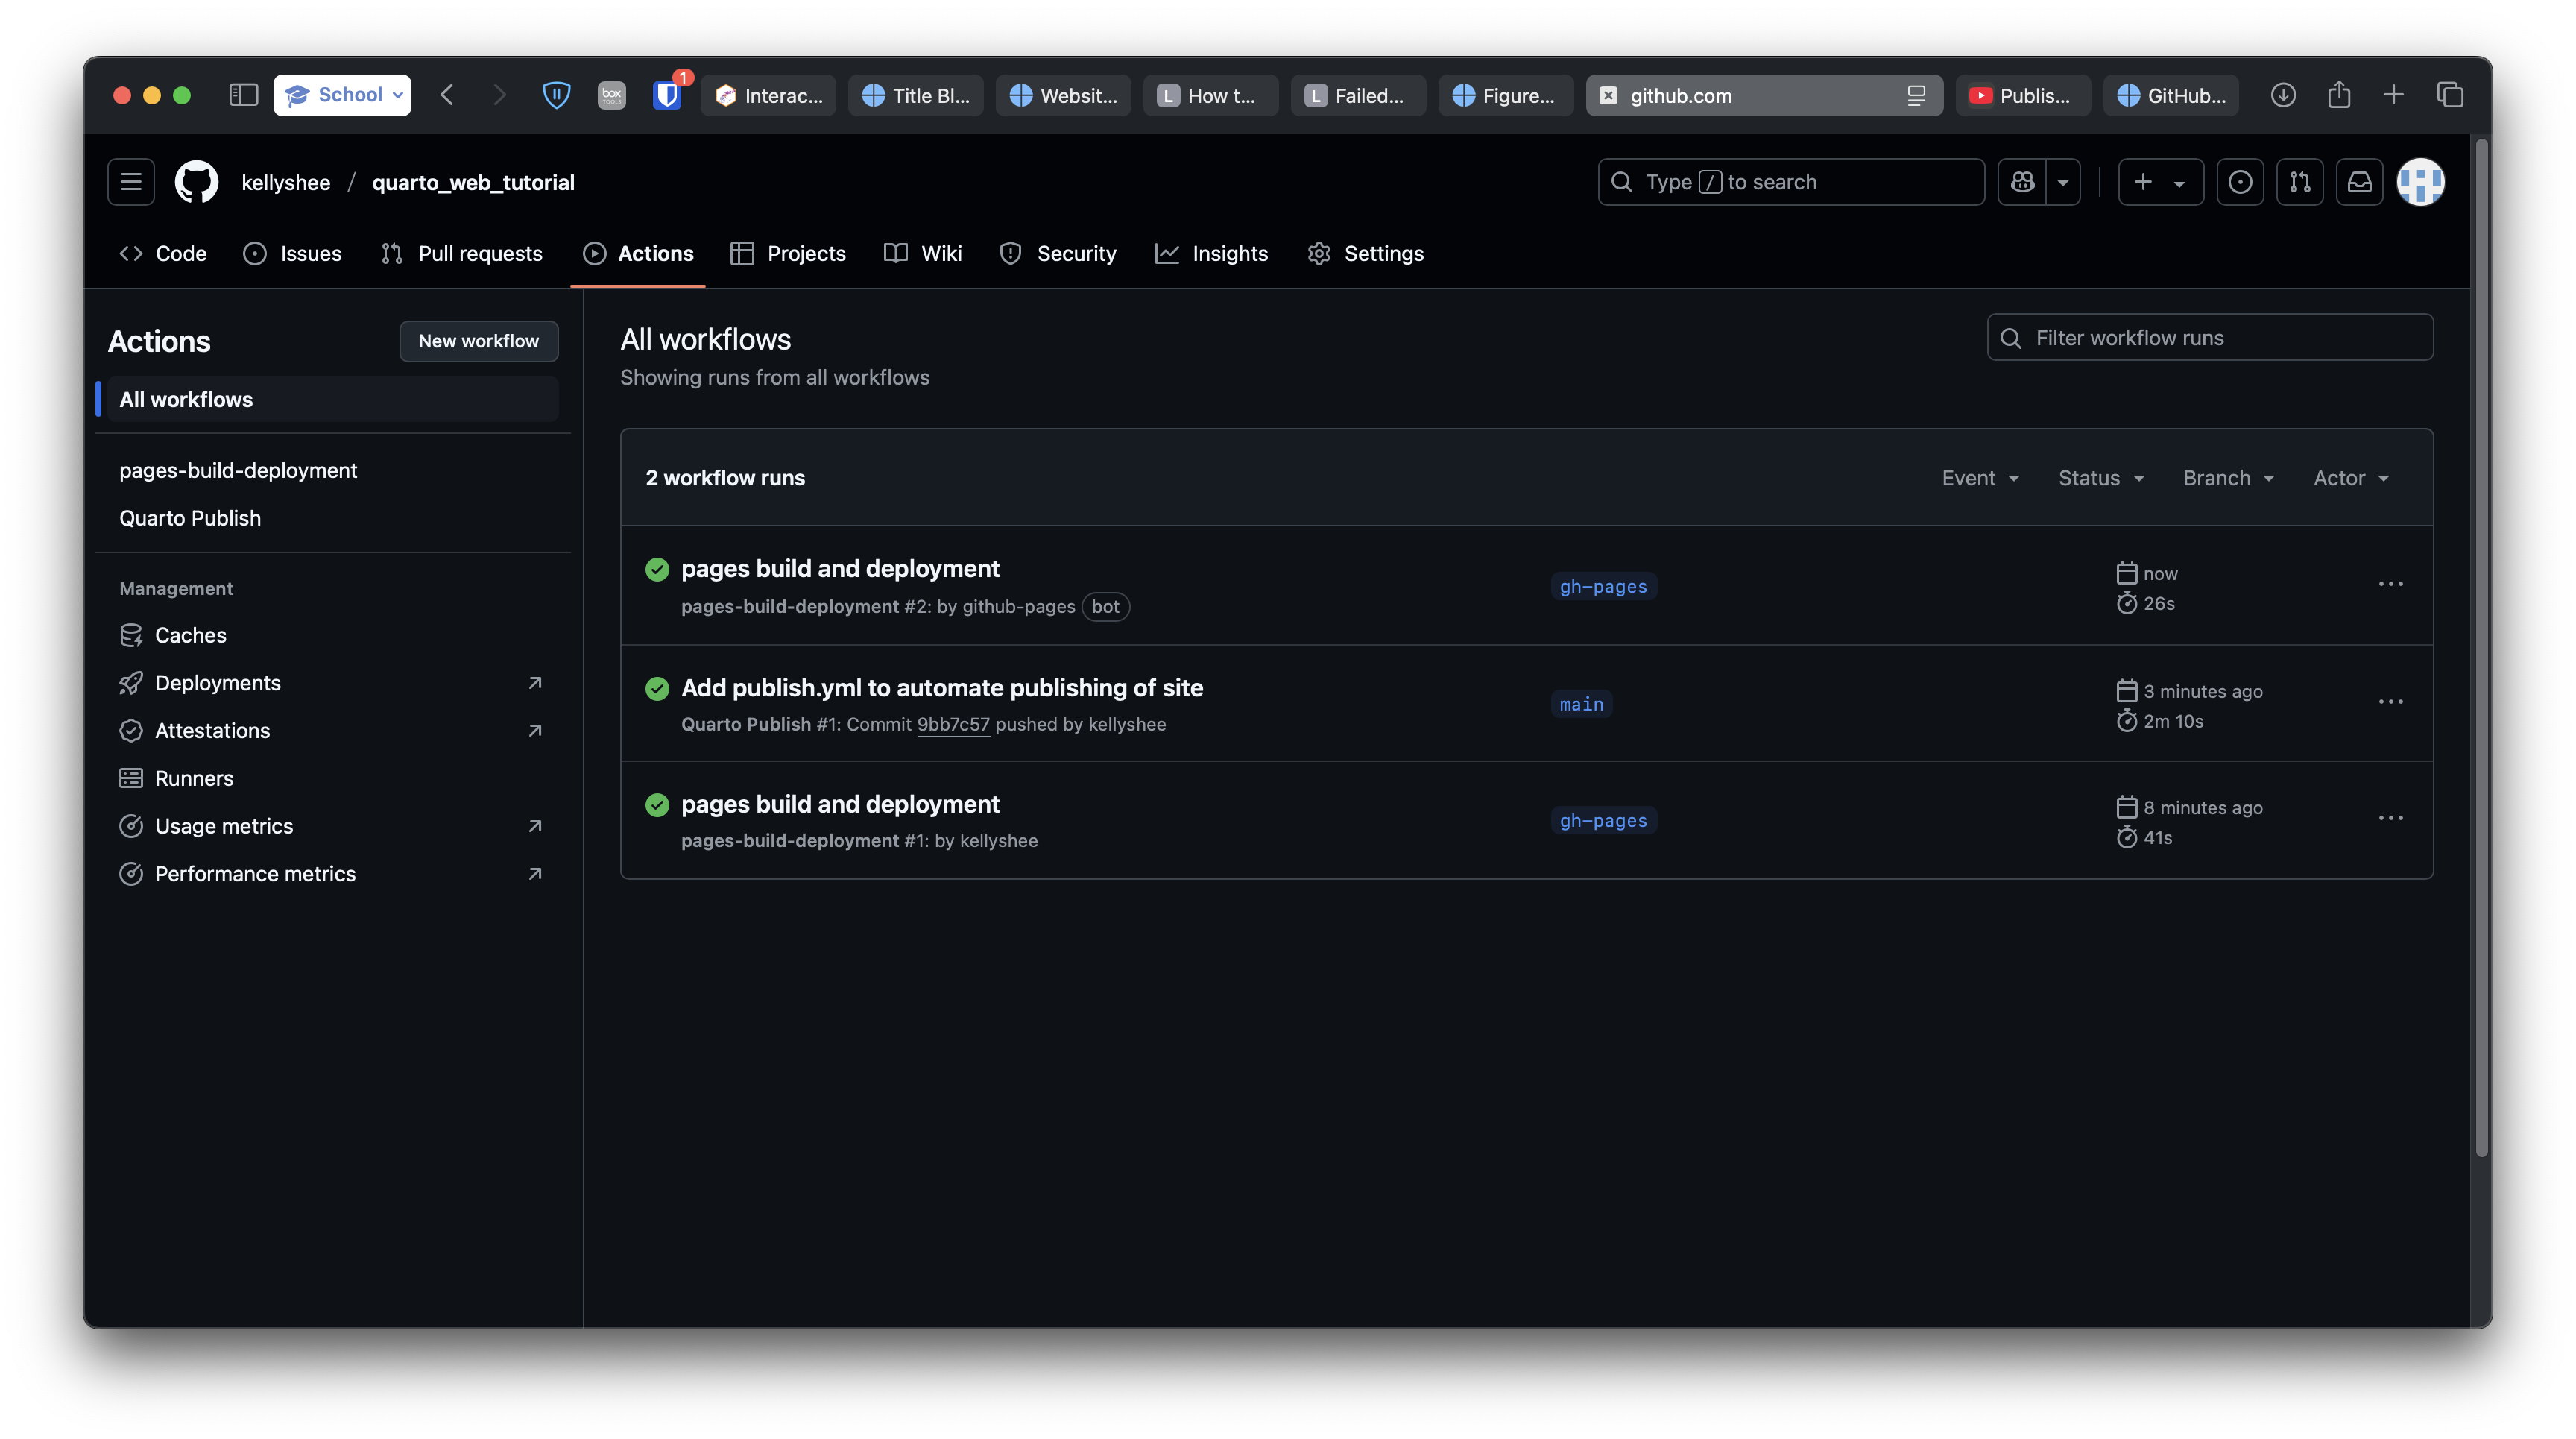 School
1
box
TOOLS
Interac...
Title Bl...
Websit...
L
How t...
L
Failed...
Figure...
github.com
Publis...
GitHub...
kellyshee / quarto_web_tutorial
Type / to search
Code
Issues
Pull requests
Actions
Projects
Wiki
Security
Insights
Settings
Actions
New workflow
All workflows
pages-build-deployment
Quarto Publish
Management
Caches
Deployments
Attestations
Runners
Usage metrics
Performance metrics
All workflows
Showing runs from all workflows
Filter workflow runs
2 workflow runs
Event
Status
Branch
Actor
pages build and deployment
pages-build-deployment #2: by github-pages bot
gh-pages
now
26s
Add publish.yml to automate publishing of site
Quarto Publish #1: Commit 9bb7c57 pushed by kellyshee
main
3 minutes ago
2m 10s
pages build and deployment
pages-build-deployment #1: by kellyshee
gh-pages
8 minutes ago
41s